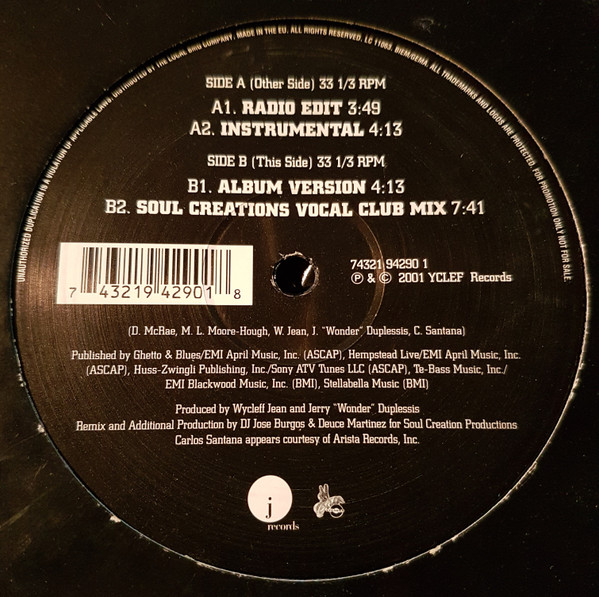 UNAUTHORIZED DUPLICATION IS A VIOLATION OF APPLICABLE LAWS. DISTRIBUTED BY THE LOCAL BMG COMPANY. MADE IN THE EU. ALL RIGHTS RESERVED. LC 11063. BIEM/GEMA. ALL TRADEMARKS AND LOGOS ARE PROTECTED. FOR PROMOTION ONLY NOT FOR SALE.
SIDE A (Other Side) 33 1/3 RPM
A1. RADIO EDIT 3:49
A2. INSTRUMENTAL 4:13
SIDE B (This Side) 33 1/3 RPM
B1. ALBUM VERSION 4:13
B2. SOUL CREATIONS VOCAL CLUB MIX 7:41
7 43219 42901 8
74321 94290 1
℗ & © 2001 YCLEF Records
(D. McRae, M. L. Moore-Hough, W. Jean, J. "Wonder" Duplessis, C. Santana)
Published by Ghetto & Blues/EMI April Music, Inc. (ASCAP), Hempstead Live/EMI April Music, Inc.
(ASCAP), Huss-Zwingli Publishing, Inc/Sony ATV Tunes LLC (ASCAP), Te-Bass Music, Inc./
EMI Blackwood Music, Inc. (BMI), Stellabella Music (BMI)
Produced by Wycleff Jean and Jerry "Wonder" Duplessis
Remix and Additional Production by DJ Jose Burgos & Deuce Martinez for Soul Creation Productions
Carlos Santana appears courtesy of Arista Records, Inc.
j
records